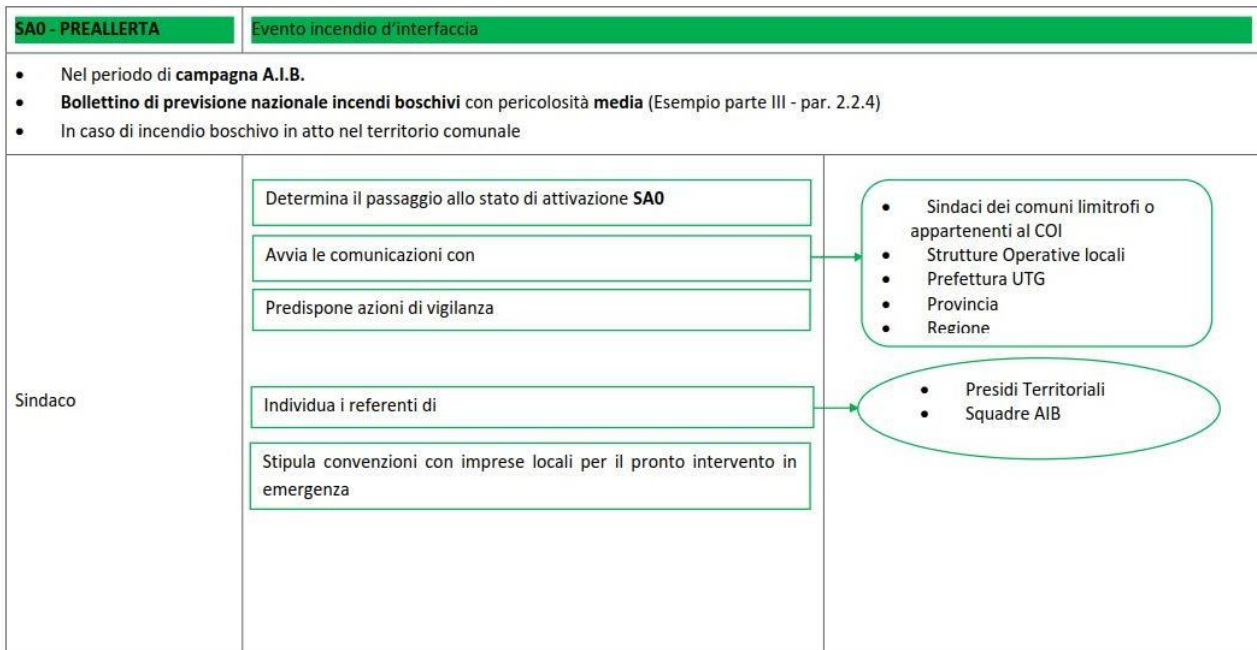 SA0 - PREALLERTA
Evento incendio d'interfaccia
• Nel periodo di campagna A.I.B.
• Bollettino di previsione nazionale incendi boschivi con pericolosità media (Esempio parte III - par. 2.2.4)
• In caso di incendio boschivo in atto nel territorio comunale
Sindaco
Determina il passaggio allo stato di attivazione SA0
Avvia le comunicazioni con
• Sindaci dei comuni limitrofi o
appartenenti al COI
• Strutture Operative locali
• Prefettura UTG
• Provincia
• Regione
Predispone azioni di vigilanza
Individua i referenti di
• Presidi Territoriali
• Squadre AIB
Stipula convenzioni con imprese locali per il pronto intervento in
emergenza